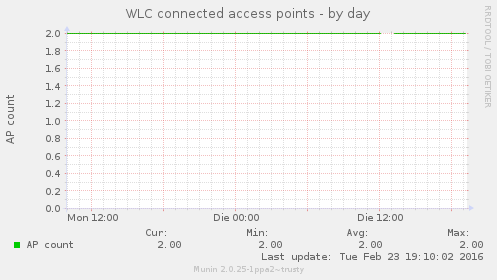 WLC connected access points - by day
RRDTOOL / TOBI OETIKER
AP count
2.0
1.8
1.6
1.4
1.2
1.0
0.8
0.6
0.4
0.2
0.0
Mon 12:00 Die 00:00 Die 12:00
Cur: Min: Avg: Max:
AP count 2.00 2.00 2.00 2.00
Last update: Tue Feb 23 19:10:02 2016
Munin 2.0.25-1ppa2~trusty